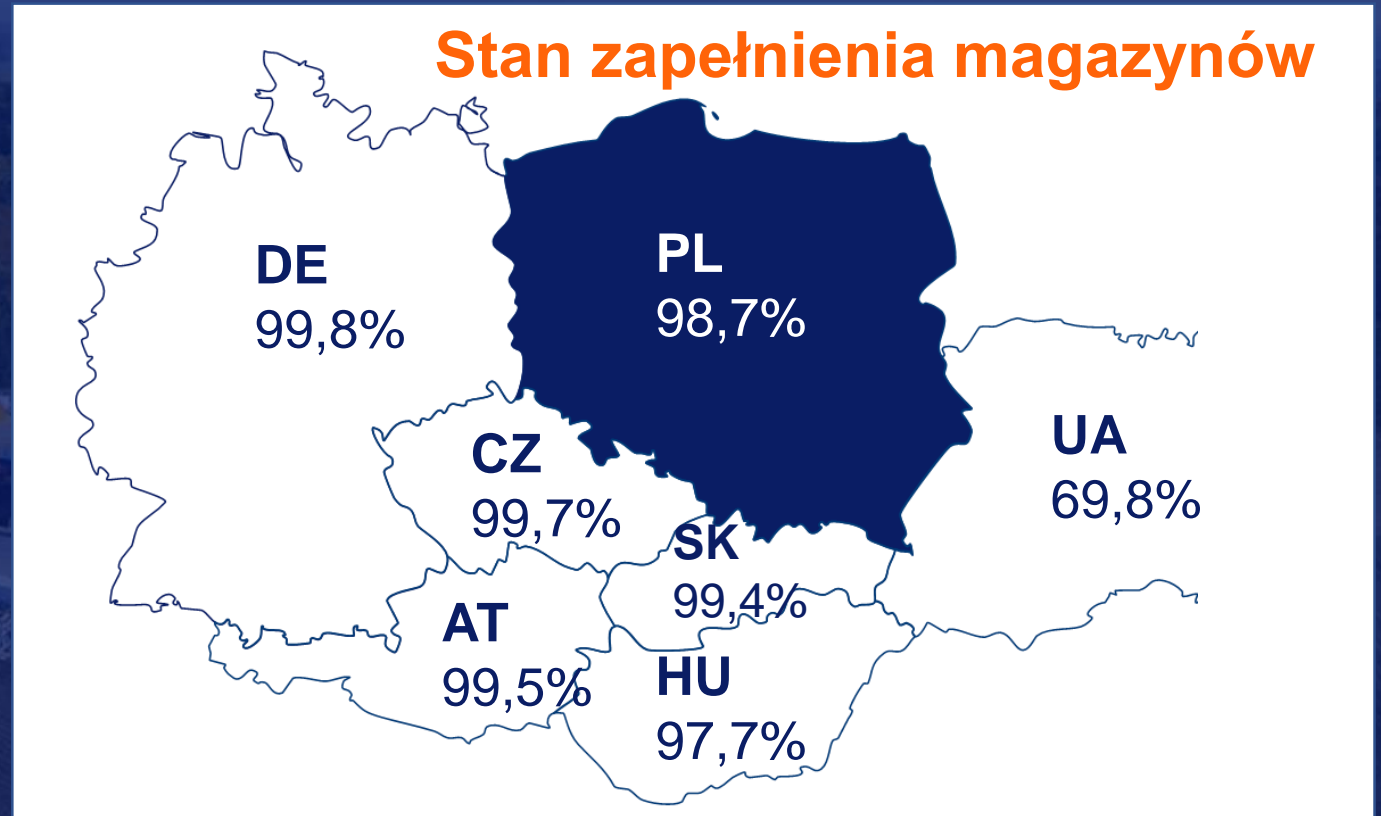 Stan zapełnienia magazynów
DE
99,8%
PL
98,7%
CZ
99,7%
UA
69,8%
SK
99,4%
AT
99,5%
HU
97,7%